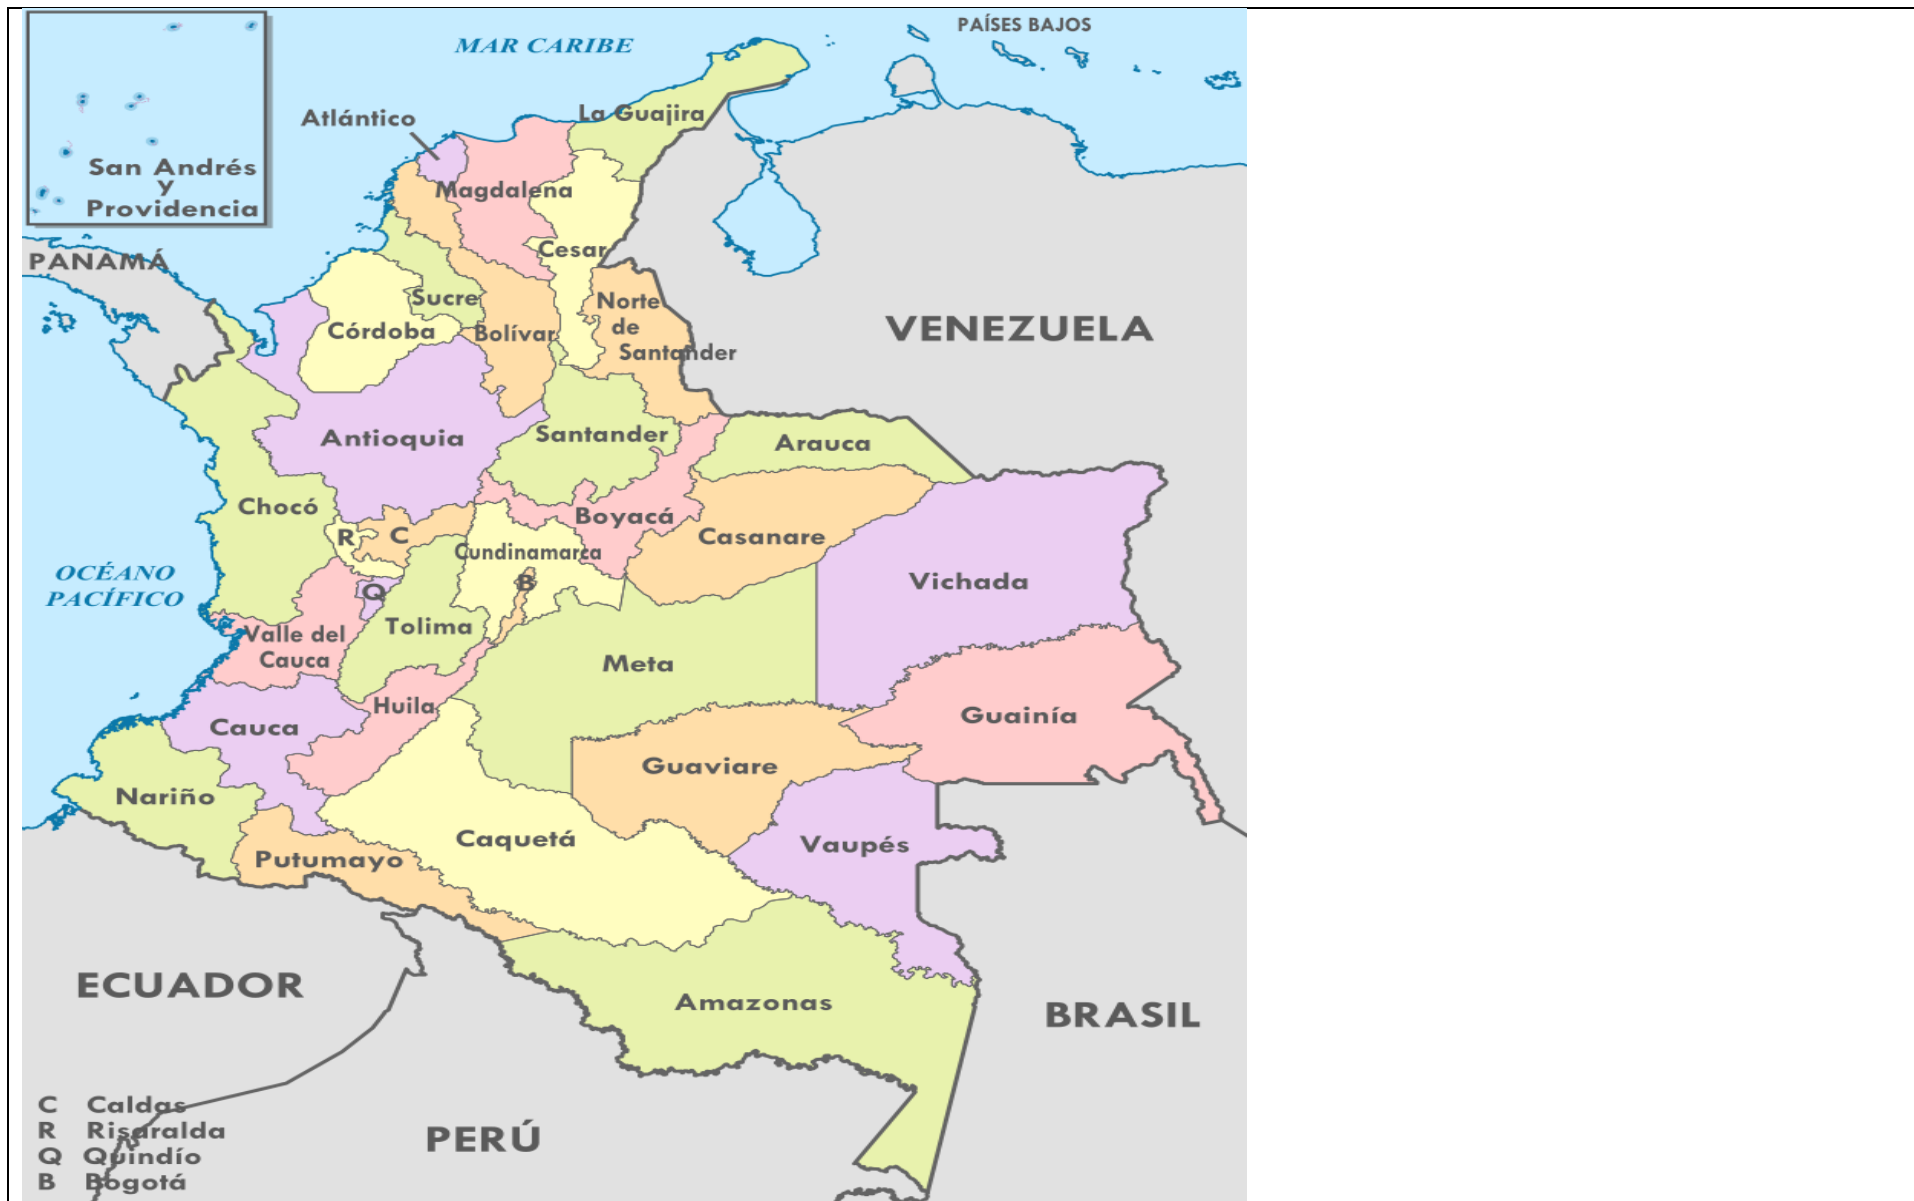 PAÍSES BAJOS
MAR CARIBE
La Guajira
Atlántico
San Andrés
y
Providencia
Magdalena
Cesar
PANAMÁ
Sucre
Norte
de
Santander
Córdoba
Bolívar
VENEZUELA
Antioquia
Santander
Arauca
Chocó
Boyacá
R
C
Casanare
Cundinamarca
OCÉANO
PACÍFICO
B
Vichada
Q
Tolima
Valle del
Cauca
Meta
Huila
Guainía
Cauca
Guaviare
Nariño
Caquetá
Vaupés
Putumayo
ECUADOR
Amazonas
BRASIL
C Caldas
R Risaralda
Q Quindío
B Bogotá
PERÚ